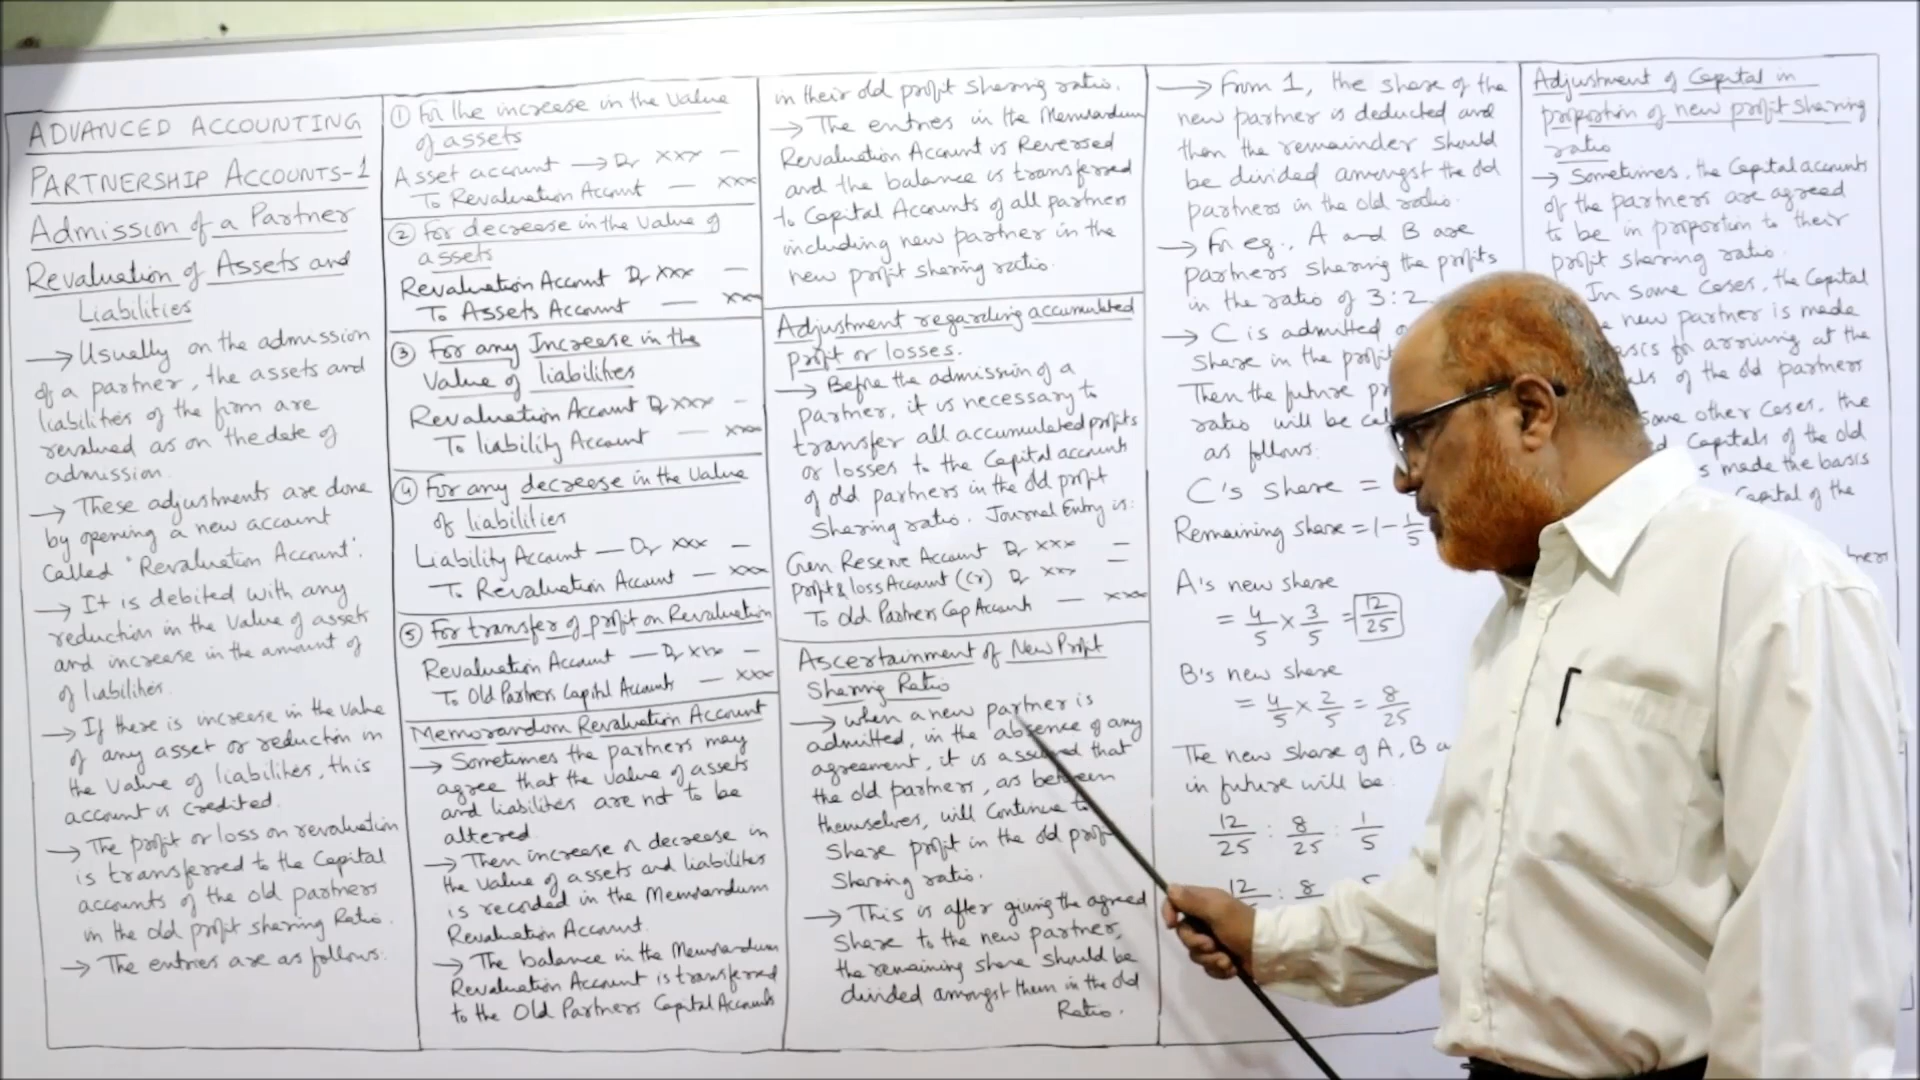 ADVANCED ACCOUNTING
PARTNERSHIP ACCOUNTS-1
Admission of a Partner
Revaluation of Assets and
Liabilities
→ Usually on the admission
of a partner, the assets and
liabilities of the firm are
revalued as on the date of
admission.
→ These adjustments are done
by opening a new account
called "Revaluation Account".
→ It is debited with any
reduction in the value of assets
and increase in the amount of
of liabilities.
→ If there is increase in the value
of any asset or reduction in
the value of liabilities, this
account is credited.
→ The profit or loss on revaluation
is transferred to the Capital
accounts of the old partners
in the old profit sharing Ratio.
→ The entries are as follows.
① For the increase in the value
of assets
Asset account → Dr xxx —
To Revaluation Account — xxx
② For decrease in the value of
assets
Revaluation Account Dr xxx —
To Assets Account — xxx
③ For any Increase in the
value of liabilities
Revaluation Account Dr xxx —
To liability Account — xxx
④ For any decrease in the value
of liabilities
Liability Account — Dr xxx —
To Revaluation Account — xxx
⑤ For transfer of profit on Revaluation
Revaluation Account — Dr xxx —
To Old Partners Capital Accounts — xxx
Memorandum Revaluation Account
→ Sometimes the partners may
agree that the value of assets
and liabilities are not to be
altered
→ Then increase or decrease in
the value of assets and liabilities
is recorded in the Memorandum
Revaluation Account.
→ The balance in the Memorandum
Revaluation Account is transferred
to the Old Partners Capital Accounts
in their old profit sharing ratio.
→ The entries in the Memorandum
Revaluation Account is Reversed
and the balance is transferred
to Capital Accounts of all partners
including new partner in the
new profit sharing ratio.
Adjustment regarding accumulated
profit or losses.
→ Before the admission of a
partner, it is necessary to
transfer all accumulated profits
or losses to the Capital accounts
of old partners in the old profit
sharing ratio. Journal Entry is:
Gen Reserve Account Dr xxx —
Profit & loss Account (Cr) Dr xxx —
To Old Partners Cap Accounts — xxx
Ascertainment of New Profit
Sharing Ratio
→ When a new partner is
admitted, in the absence of any
agreement, it is assumed that
the old partners, as between
themselves, will continue to
share profit in the old profit
sharing ratio.
→ This is after giving the agreed
share to the new partner,
the remaining share should be
divided amongst them in the old
Ratio.
→ From 1, the share of the
new partner is deducted and
then the remainder should
be divided amongst the old
partners in the old ratio.
→ For eg., A and B are
partners sharing the profits
in the ratio of 3:2
→ C is admitted
share in the profit
Then the future
ratio will be
as follows.
C's share =
Remaining share = 1 - 1/5
A's new share
= 4/5 x 3/5 = 12/25
B's new share
= 4/5 x 2/5 = 8/25
The new share of A, B
in future will be
12/25 : 8/25 : 1/5
12 : 8
Adjustment of Capital in
proportion of new profit sharing
ratio
→ Sometimes, the Capital accounts
of the partners are agreed
to be in proportion to their
profit sharing ratio.
In some cases, the Capital
new partner is made
for arriving at the
of the old partners
some other cases, the
Capitals of the old
made the basis
Capital of the